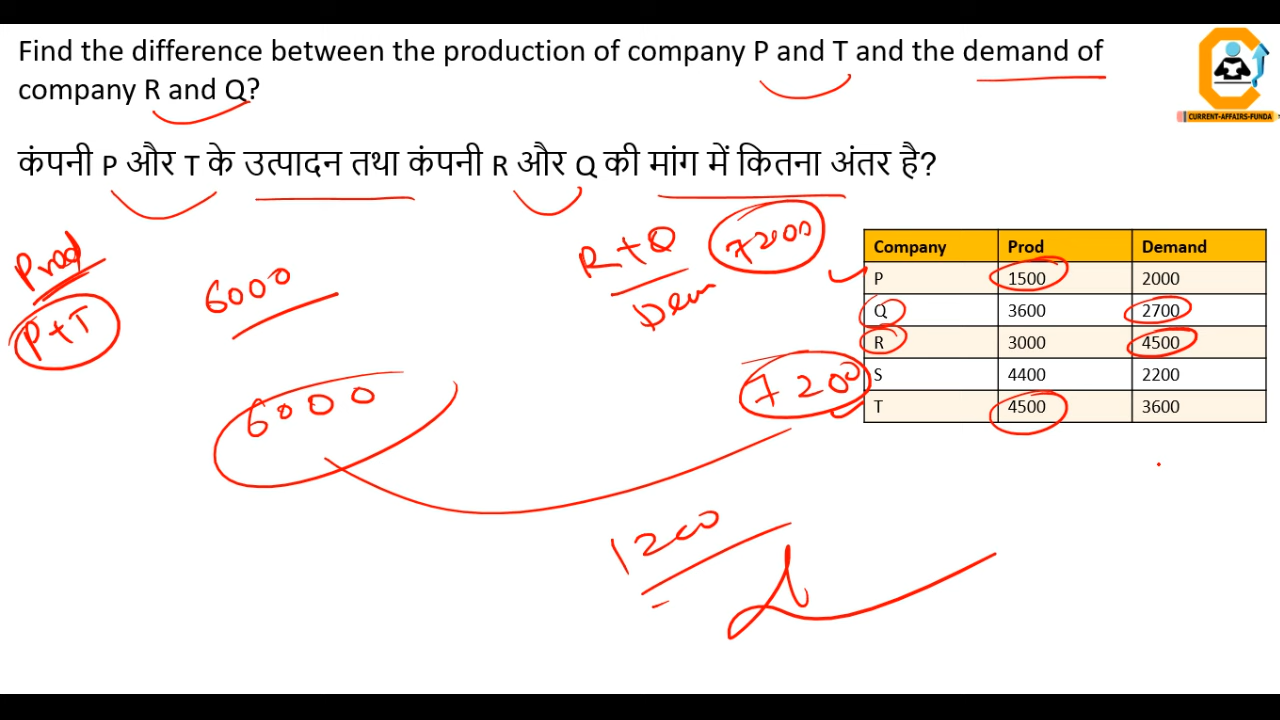 Find the difference between the production of company P and T and the demand of
company R and Q?
CURRENT-AFFAIRS-FUNDA
कंपनी P और T के उत्पादन तथा कंपनी R और Q की मांग में कितना अंतर है?
Prod
P+T
6000
R+Q
Dem
7200
Company Prod Demand
P 1500 2000
Q 3600 2700
R 3000 4500
S 4400 2200
T 4500 3600
6000
7200
1200